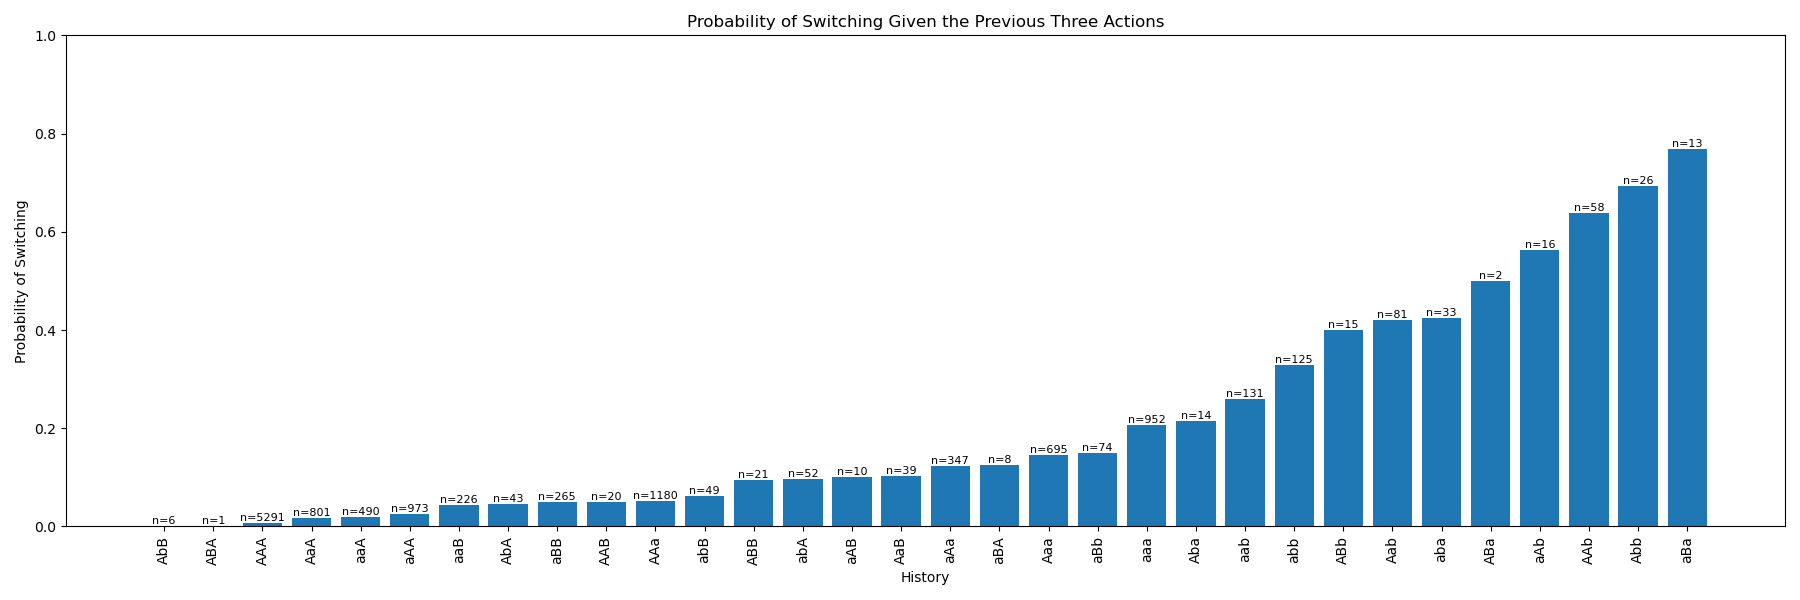 Probability of Switching Given the Previous Three Actions
1.0
0.8
0.6
0.4
0.2
0.0
Probability of Switching
n=6
n=1
n=5291
n=801
n=490
n=973
n=226
n=43
n=265
n=20
n=1180
n=49
n=21
n=52
n=10
n=39
n=347
n=8
n=695
n=74
n=952
n=14
n=131
n=125
n=15
n=81
n=33
n=2
n=16
n=58
n=26
n=13
AbB
ABA
AAA
AaA
aaA
aAA
aaB
AbA
aBB
AAB
AAa
abB
ABB
abA
aAB
AaB
aAa
aBA
Aaa
aBb
aaa
Aba
aab
abb
ABb
Aab
aba
ABa
aAb
AAb
Abb
aBa
History